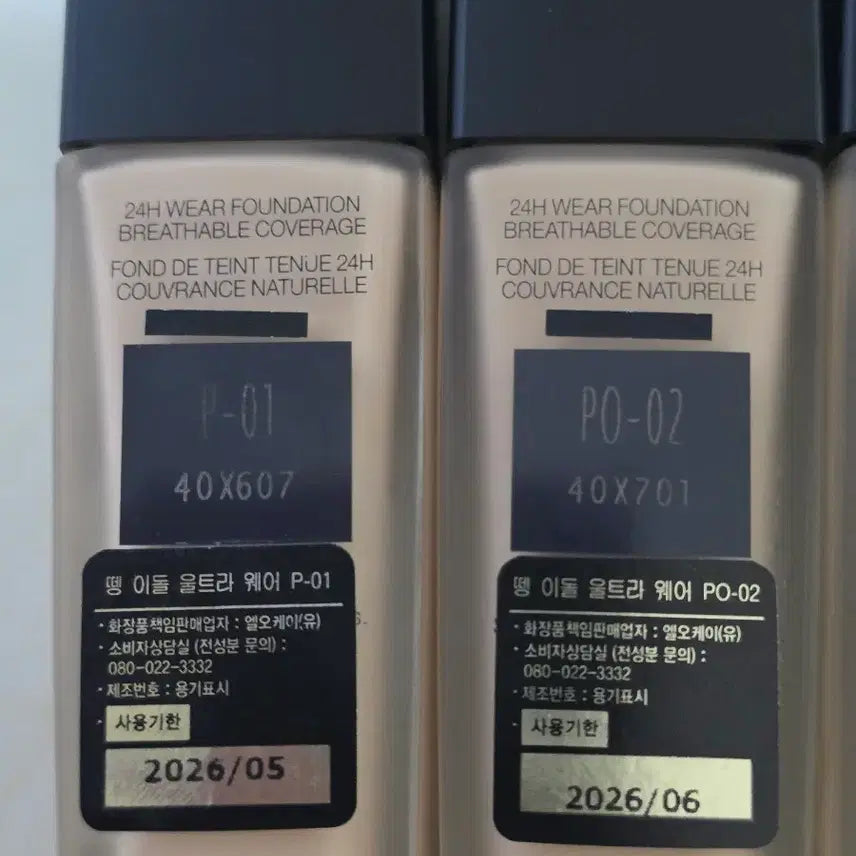 24H WEAR FOUNDATION
BREATHABLE COVERAGE
FOND DE TEINT TENUE 24H
COUVRANCE NATURELLE
P-01
40X607
뗑 이돌 울트라 웨어 P-01
· 화장품책임판매업자 : 엘오케이(유)
· 소비자상담실 (전성분 문의) :
080-022-3332
· 제조번호 : 용기표시
· 사용기한
2026/05
24H WEAR FOUNDATION
BREATHABLE COVERAGE
FOND DE TEINT TENUE 24H
COUVRANCE NATURELLE
PO-02
40X701
뗑 이돌 울트라 웨어 PO-02
· 화장품책임판매업자 : 엘오케이(유)
· 소비자상담실 (전성분 문의) :
080-022-3332
· 제조번호 : 용기표시
· 사용기한
2026/06